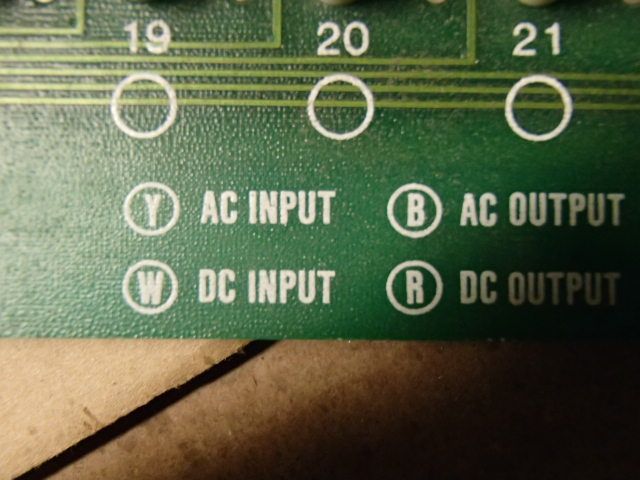 19 20 21
Y AC INPUT B AC OUTPUT
W DC INPUT R DC OUTPUT